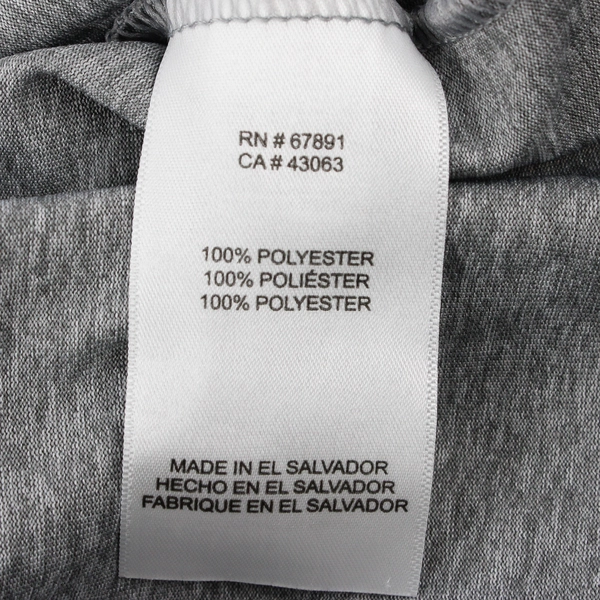 RN # 67891
CA # 43063
100% POLYESTER
100% POLIÉSTER
100% POLYESTER
MADE IN EL SALVADOR
HECHO EN EL SALVADOR
FABRIQUE EN EL SALVADOR